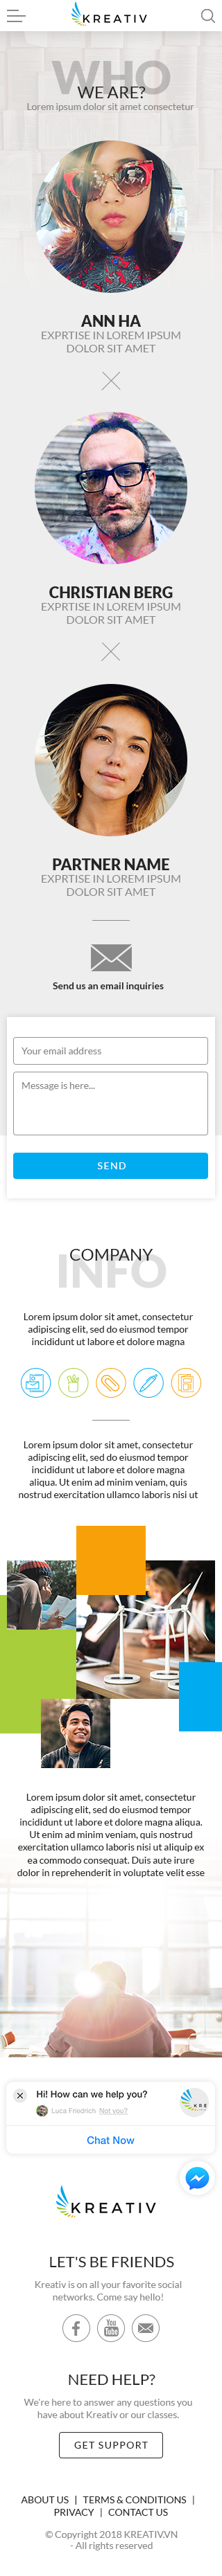 KREATIV
WHO
WE ARE?
Lorem ipsum dolor sit amet consectetur
ANN HA
EXPRTISE IN LOREM IPSUM
DOLOR SIT AMET
CHRISTIAN BERG
EXPRTISE IN LOREM IPSUM
DOLOR SIT AMET
PARTNER NAME
EXPRTISE IN LOREM IPSUM
DOLOR SIT AMET
Send us an email inquiries
Your email address
Message is here...
SEND
COMPANY
INFO
Lorem ipsum dolor sit amet, consectetur
adipiscing elit, sed do eiusmod tempor
incididunt ut labore et dolore magna
Lorem ipsum dolor sit amet, consectetur
adipiscing elit, sed do eiusmod tempor
incididunt ut labore et dolore magna
aliqua. Ut enim ad minim veniam, quis
nostrud exercitation ullamco laboris nisi ut
Lorem ipsum dolor sit amet, consectetur
adipiscing elit, sed do eiusmod tempor
incididunt ut labore et dolore magna aliqua.
Ut enim ad minim veniam, quis nostrud
exercitation ullamco laboris nisi ut aliquip ex
ea commodo consequat. Duis aute irure
dolor in reprehenderit in voluptate velit esse
Hi! How can we help you?
Luca Friedrich Not you?
KRE
Chat Now
KREATIV
LET'S BE FRIENDS
Kreativ is on all your favorite social
networks. Come say hello!
You
Tube
NEED HELP?
We're here to answer any questions you
have about Kreativ or our classes.
GET SUPPORT
ABOUT US | TERMS & CONDITIONS |
PRIVACY | CONTACT US
© Copyright 2018 KREATIV.VN
- All rights reserved